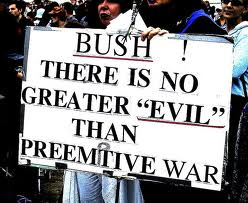 BUSH !
THERE IS NO
GREATER "EVIL"
THAN
PREEMTIVE WAR